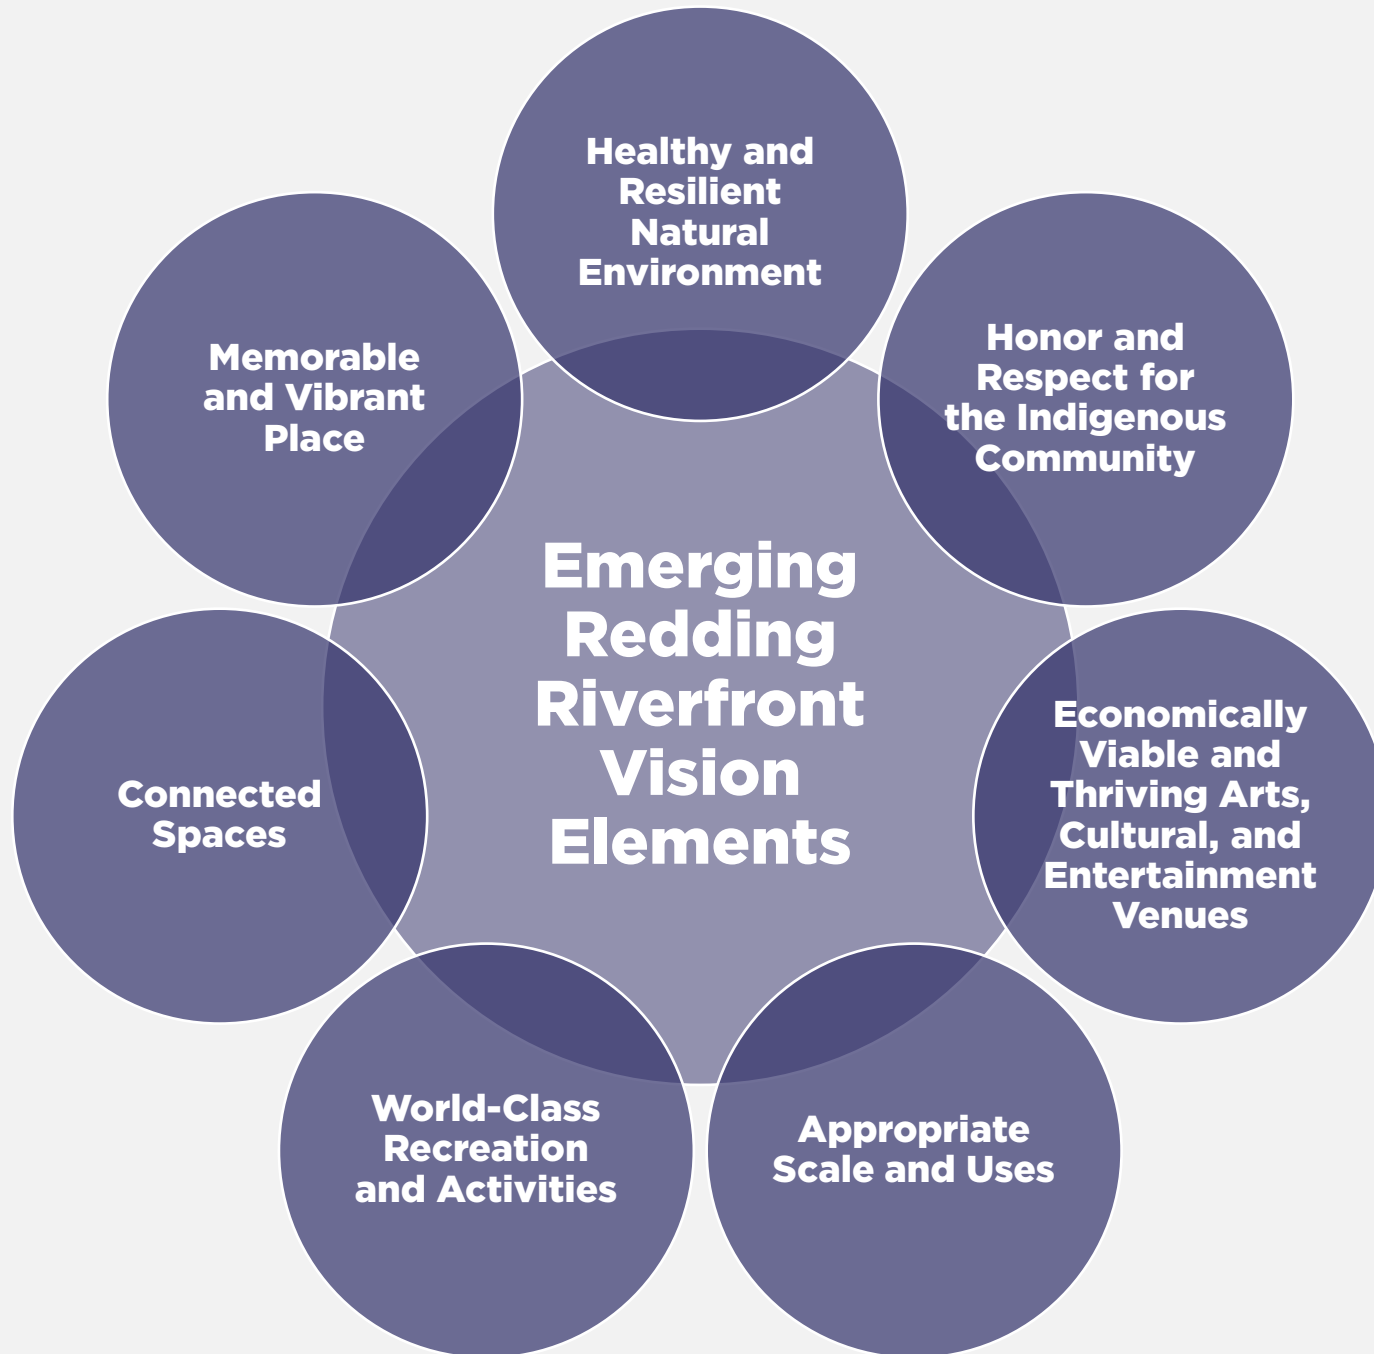 Healthy and
Resilient
Natural
Environment
Honor and
Respect for
the Indigenous
Community
Economically
Viable and
Thriving Arts,
Cultural, and
Entertainment
Venues
Appropriate
Scale and Uses
World-Class
Recreation
and Activities
Connected
Spaces
Memorable
and Vibrant
Place
Emerging
Redding
Riverfront
Vision
Elements